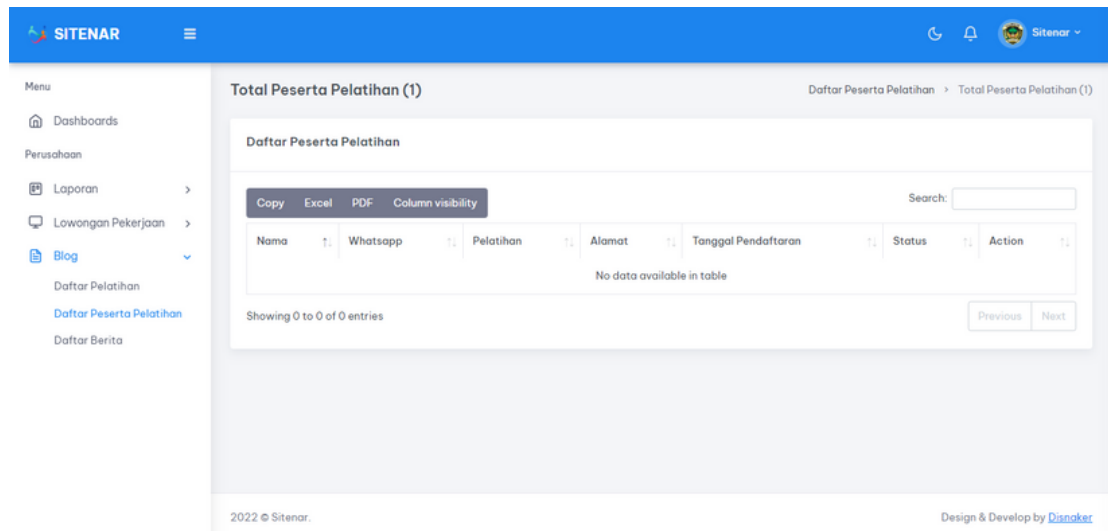 SITENAR
Sitenar
Menu
Dashboards
Perusahaan
Laporan
Lowongan Pekerjaan
Blog
Daftar Pelatihan
Daftar Peserta Pelatihan
Daftar Berita
Total Peserta Pelatihan (1)
Daftar Peserta Pelatihan > Total Peserta Pelatihan (1)
Daftar Peserta Pelatihan
Copy Excel PDF Column visibility
Search:
Nama Whatsapp Pelatihan Alamat Tanggal Pendaftaran Status Action
No data available in table
Showing 0 to 0 of 0 entries
Previous Next
2022 © Sitenar.
Design & Develop by Disnaker